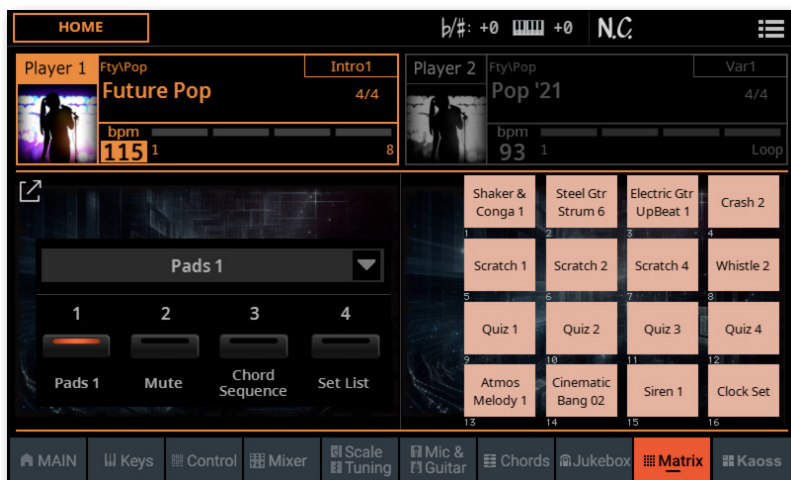 HOME
b/#: +0 +0 N.C.
Player 1 Fty\Pop Intro1
Future Pop
4/4
bpm
115 1 8
Player 2 Fty\Pop Var1
Pop '21
4/4
bpm
93 1 Loop
Pads 1
1 2 3 4
Pads 1 Mute Chord Sequence Set List
Shaker & Conga 1
1
Steel Gtr Strum 6
2
Electric Gtr UpBeat 1
3
Crash 2
4
Scratch 1
5
Scratch 2
6
Scratch 4
7
Whistle 2
8
Quiz 1
9
Quiz 2
10
Quiz 3
11
Quiz 4
12
Atmos Melody 1
13
Cinematic Bang 02
14
Siren 1
15
Clock Set
16
MAIN Keys Control Mixer Scale Tuning Mic & Guitar Chords Jukebox Matrix Kaoss